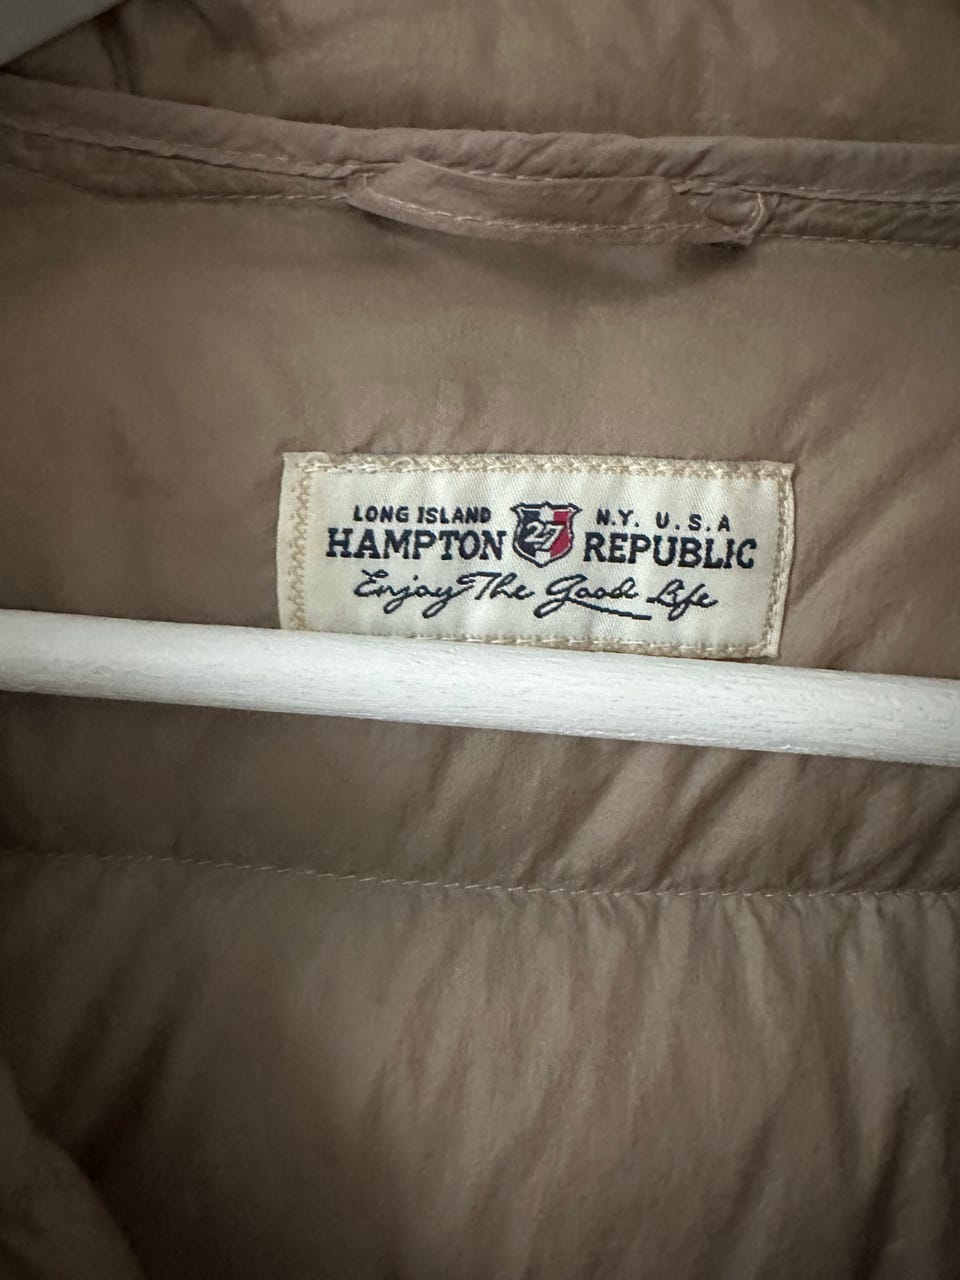 LONG ISLAND N.Y. U.S.A
HAMPTON 27 REPUBLIC
Enjoy The Good Life